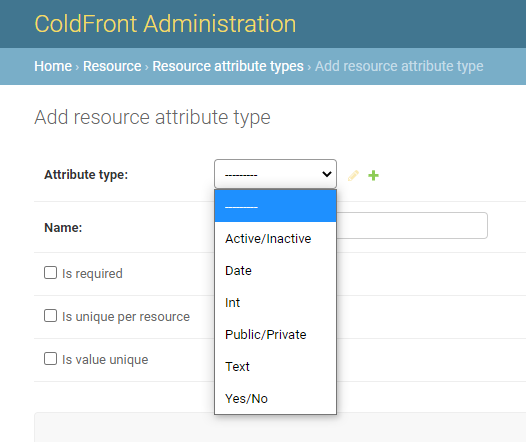 ColdFront Administration
Home › Resource › Resource attribute types › Add resource attribute type
Add resource attribute type
Attribute type:
---------
---------
Name:
Active/Inactive
Date
Is required
Int
Is unique per resource
Public/Private
Is value unique
Text
Yes/No